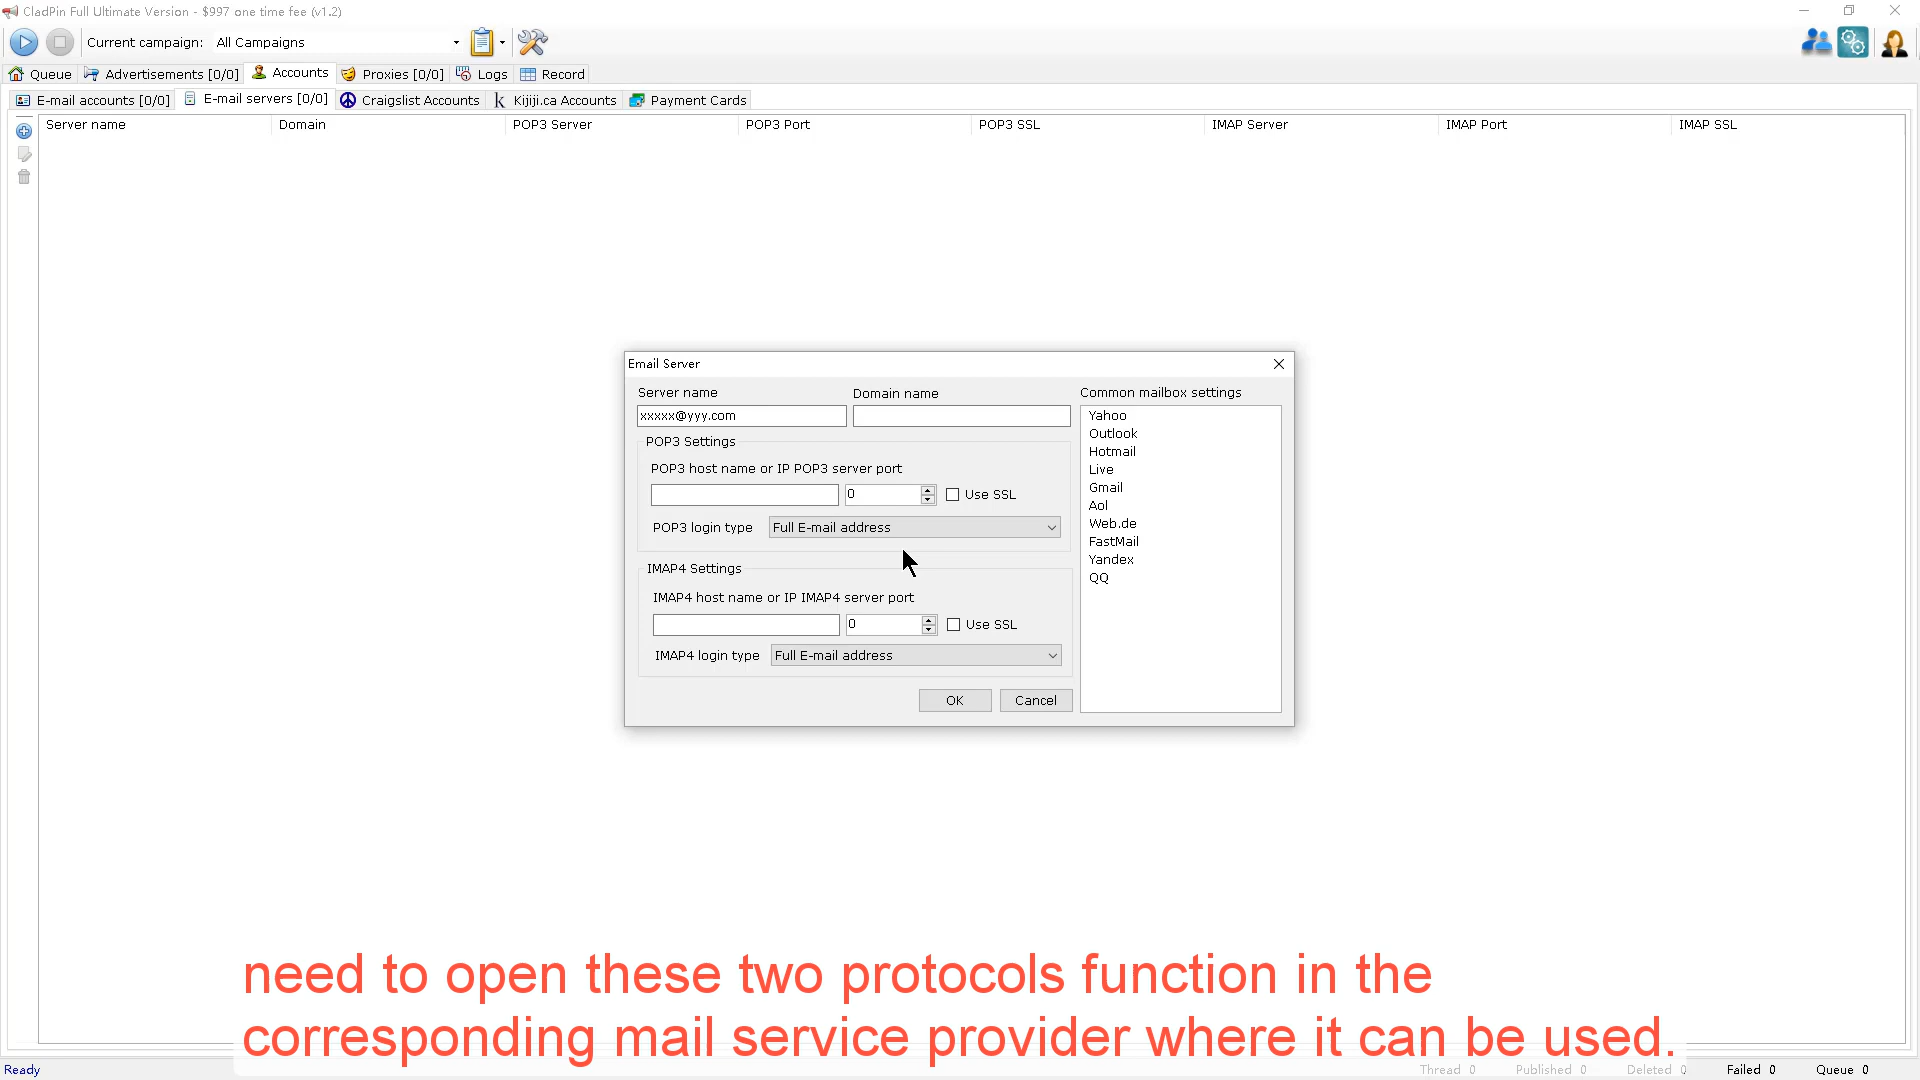 CladPin Full Ultimate Version - $997 one time fee (v1.2)
Current campaign: All Campaigns
Queue Advertisements [0/0] Accounts Proxies [0/0] Logs Record
E-mail accounts [0/0] E-mail servers [0/0] Craigslist Accounts Kijiji.ca Accounts Payment Cards
Server name Domain POP3 Server POP3 Port POP3 SSL IMAP Server IMAP Port IMAP SSL
Email Server
Server name Domain name
xxxxx@yyy.com
POP3 Settings
POP3 host name or IP POP3 server port
0 Use SSL
POP3 login type Full E-mail address
IMAP4 Settings
IMAP4 host name or IP IMAP4 server port
0 Use SSL
IMAP4 login type Full E-mail address
OK Cancel
Common mailbox settings
Yahoo
Outlook
Hotmail
Live
Gmail
Aol
Web.de
FastMail
Yandex
QQ
need to open these two protocols function in the
corresponding mail service provider where it can be used.
Ready Thread 0 Published 0 Deleted 0 Failed 0 Queue 0